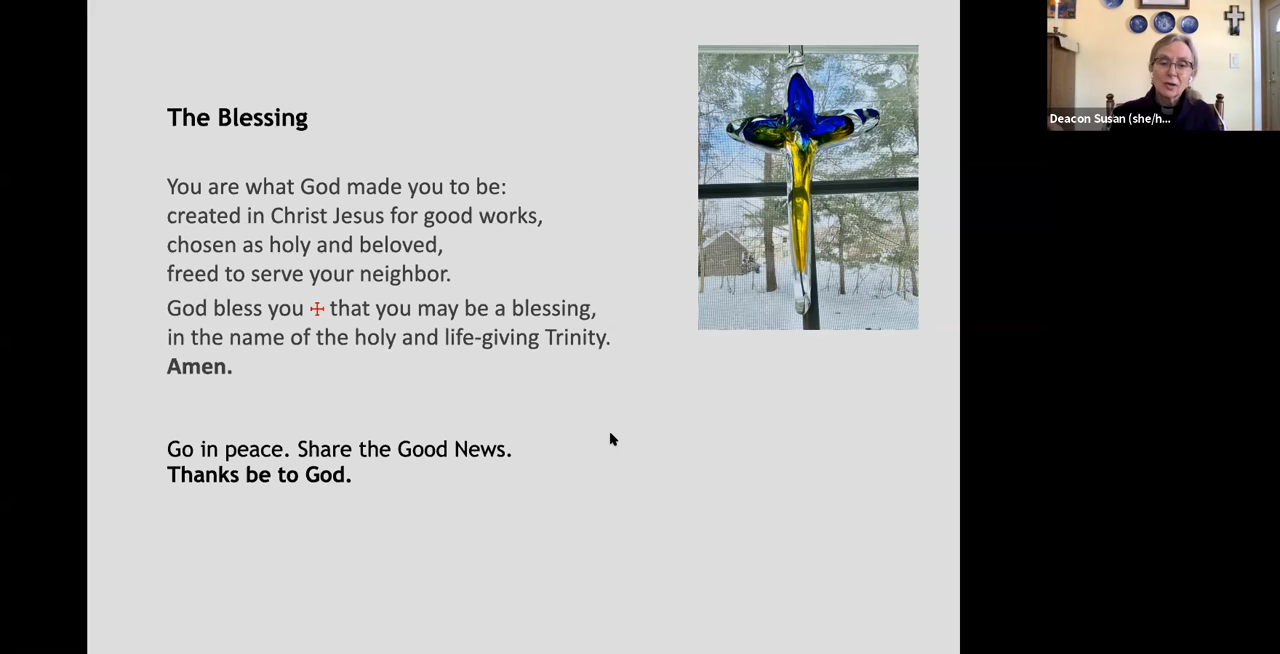 The Blessing
You are what God made you to be:
created in Christ Jesus for good works,
chosen as holy and beloved,
freed to serve your neighbor.
God bless you ☩ that you may be a blessing,
in the name of the holy and life-giving Trinity.
Amen.
Go in peace. Share the Good News.
Thanks be to God.
Deacon Susan (she/h...